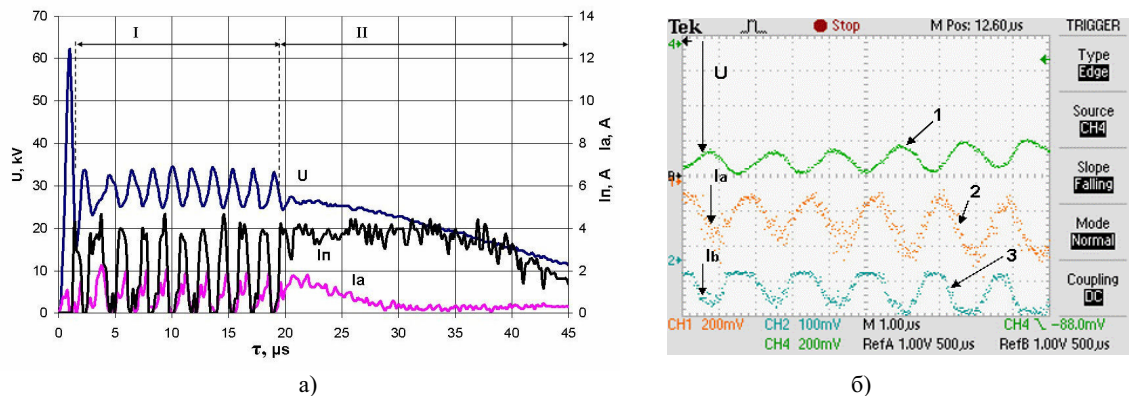 70
60
50
40
30
20
10
0
U, kV
I
II
U
Iп
Ia
14
12
10
8
6
4
2
0
Iп, A Ia, A
0 5 10 15 20 25 30 35 40 45
τ, μs
а)
Tek Stop M Pos: 12.60μs TRIGGER
4
U
1
Type
Edge
Source
CH4
Ia
2
Slope
Falling
Mode
Normal
2
Ib
3
Coupling
DC
CH1 200mV CH2 100mV M 1.00μs CH4 -88.0mV
CH4 200mV RefA 1.00V 500μs RefB 1.00V 500μs
б)